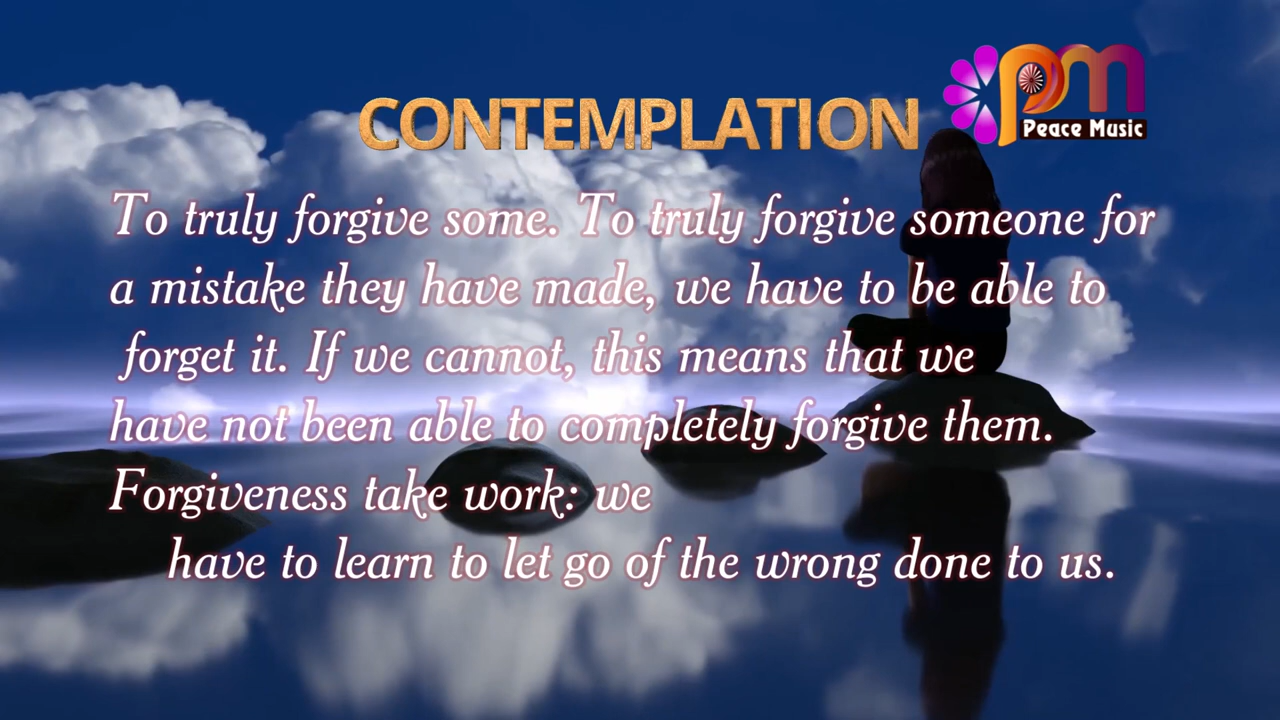 CONTEMPLATION
pm
Peace Music
To truly forgive some. To truly forgive someone for
a mistake they have made, we have to be able to
forget it. If we cannot, this means that we
have not been able to completely forgive them.
Forgiveness take work: we
have to learn to let go of the wrong done to us.